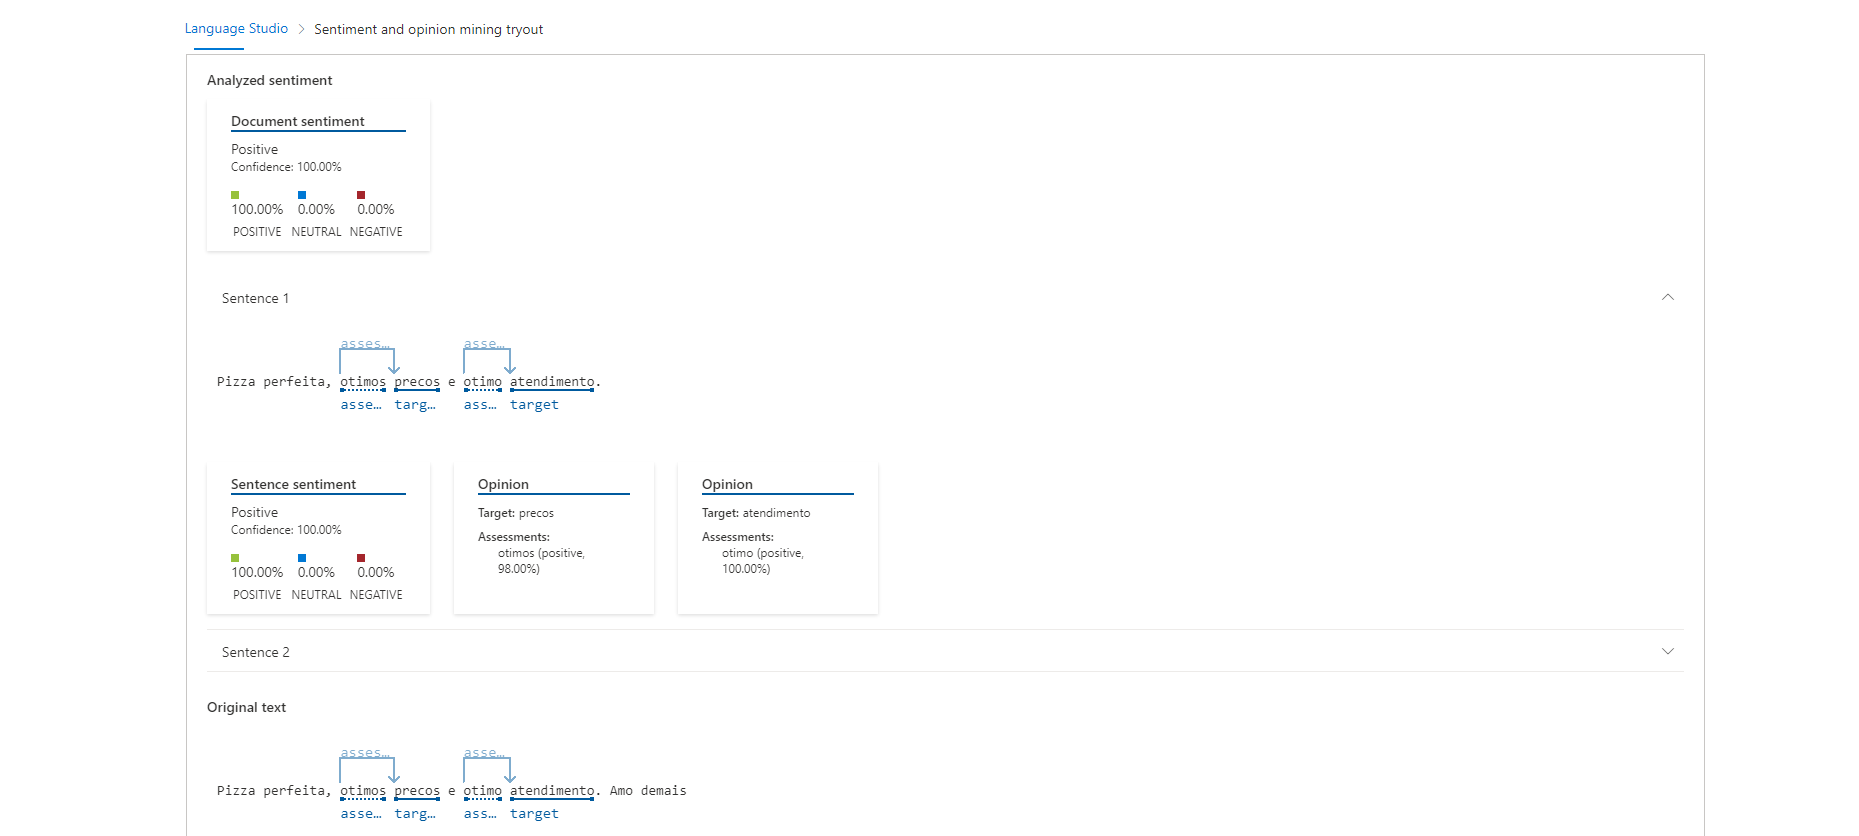 Language Studio > Sentiment and opinion mining tryout
Analyzed sentiment
Document sentiment
Positive
Confidence: 100.00%
100.00% 0.00% 0.00%
POSITIVE NEUTRAL NEGATIVE
Sentence 1
asses... asse...
Pizza perfeita, otimos precos e otimo atendimento.
asse... targ... ass... target
Sentence sentiment
Positive
Confidence: 100.00%
100.00% 0.00% 0.00%
POSITIVE NEUTRAL NEGATIVE
Opinion
Target: precos
Assessments:
otimos (positive,
98.00%)
Opinion
Target: atendimento
Assessments:
otimo (positive,
100.00%)
Sentence 2
Original text
asses... asse...
Pizza perfeita, otimos precos e otimo atendimento. Amo demais
asse... targ... ass... target